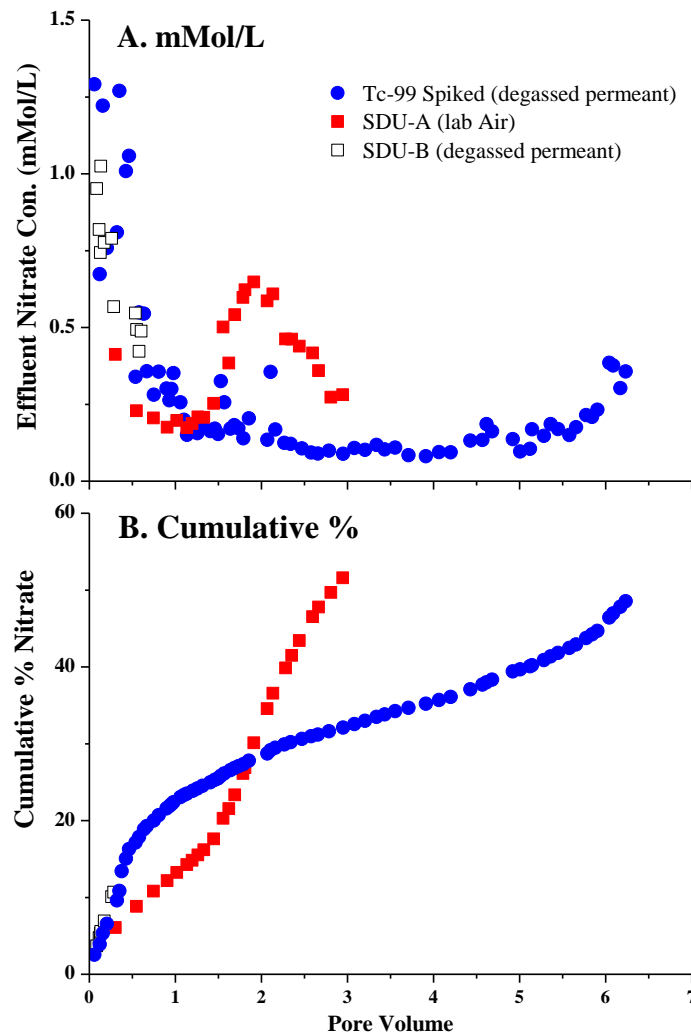 A. mMol/L
Tc-99 Spiked (degassed permeant)
SDU-A (lab Air)
SDU-B (degassed permeant)
Effluent Nitrate Con. (mMol/L)
1.5
1.0
0.5
0.0
B. Cumulative %
Cumulative % Nitrate
60
40
20
0
0 1 2 3 4 5 6 7
Pore Volume